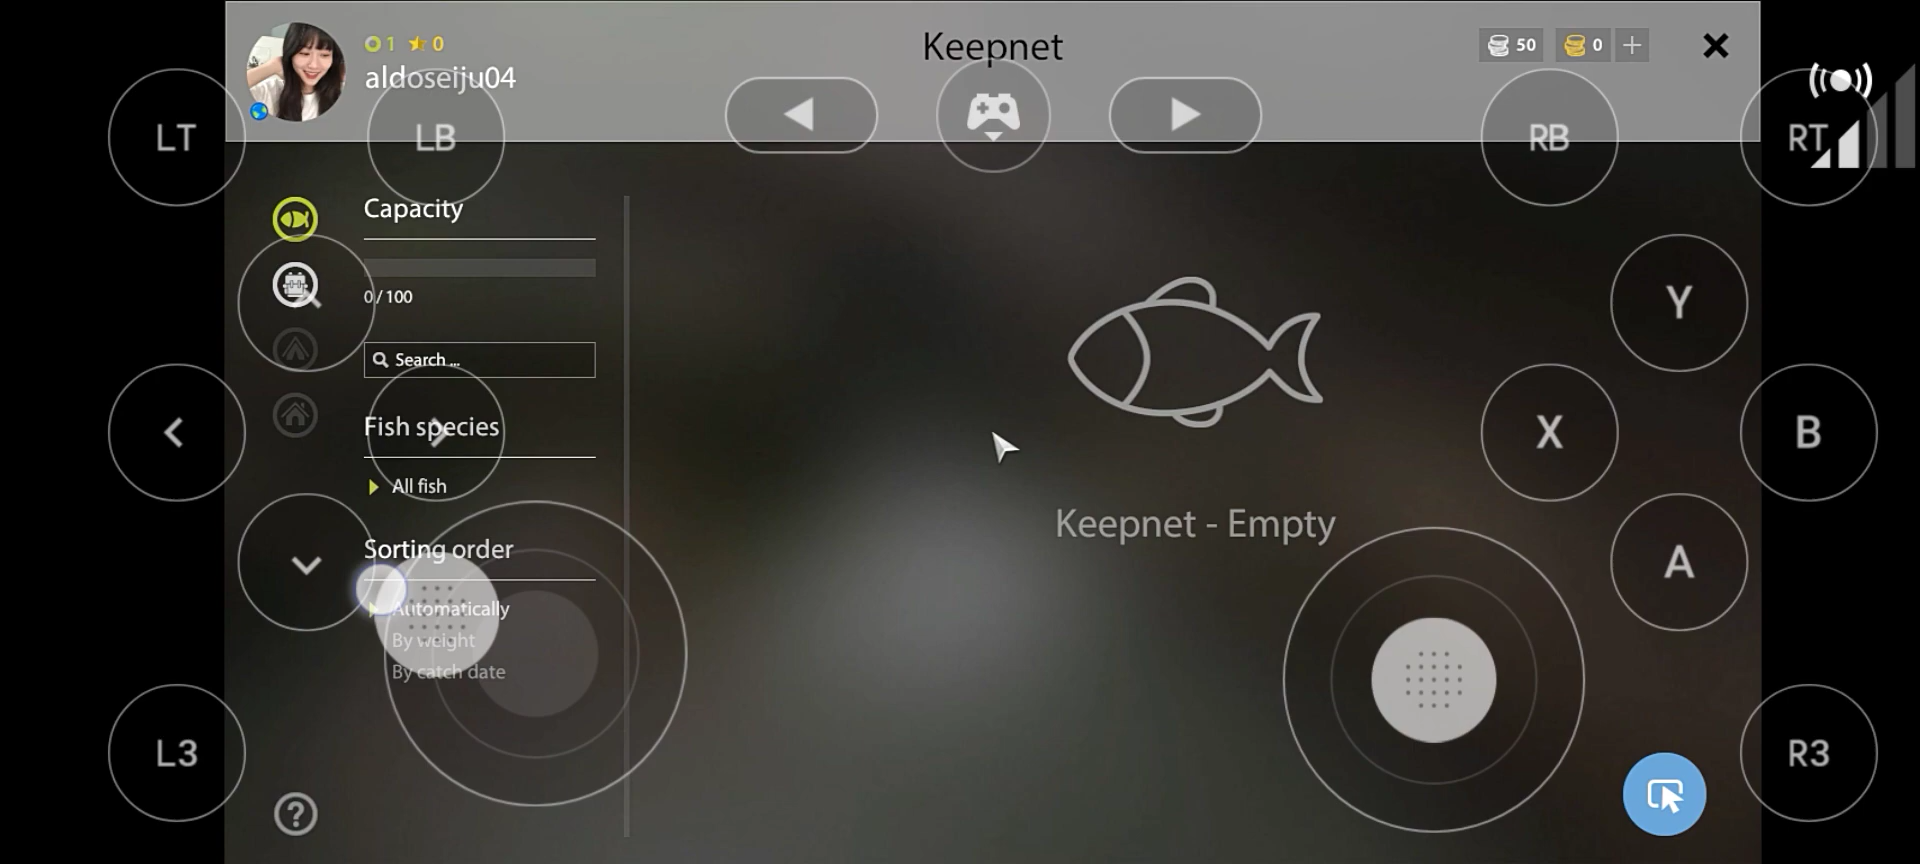 1 0
aldoseiju04
Keepnet
50 0 +
LT
LB
RB
RT
Capacity
0 / 100
Search ...
Fish species
All fish
Sorting order
Automatically
By weight
By catch date
Keepnet - Empty
Y
X
B
A
L3
R3
?